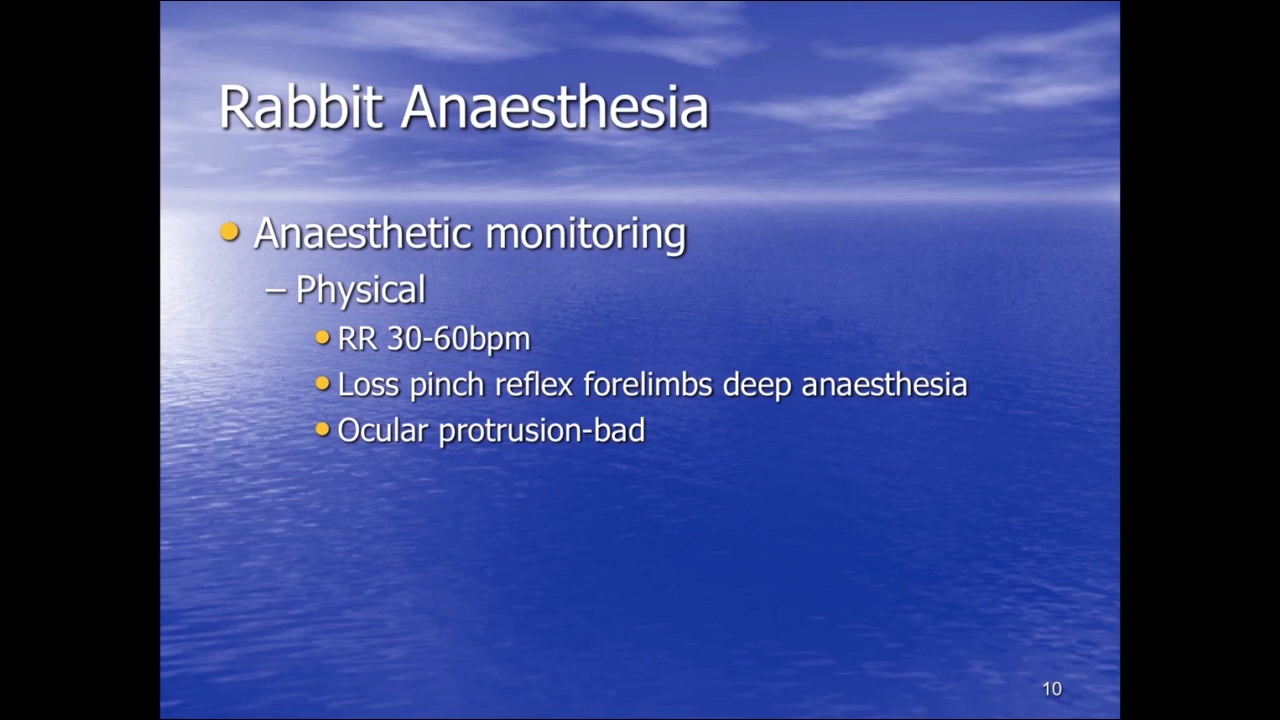 Rabbit Anaesthesia
• Anaesthetic monitoring
– Physical
• RR 30-60bpm
• Loss pinch reflex forelimbs deep anaesthesia
• Ocular protrusion-bad
10